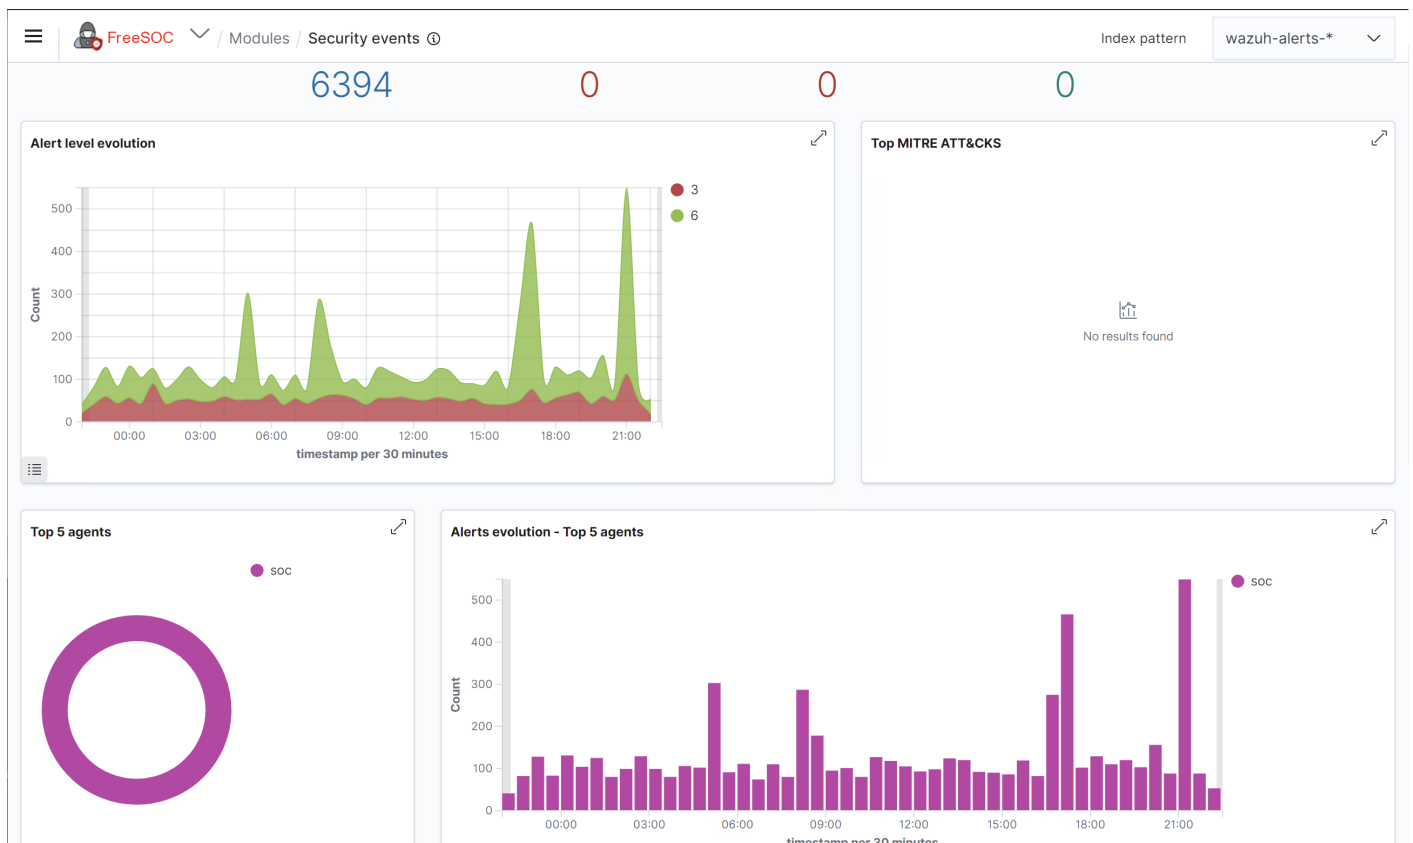 FreeSOC / Modules / Security events
Index pattern
wazuh-alerts-*
6394
0
0
0
Alert level evolution
500
400
300
200
100
0
Count
00:00 03:00 06:00 09:00 12:00 15:00 18:00 21:00
timestamp per 30 minutes
3
6
Top MITRE ATT&CKS
No results found
Top 5 agents
soc
Alerts evolution - Top 5 agents
500
400
300
200
100
0
Count
00:00 03:00 06:00 09:00 12:00 15:00 18:00 21:00
timestamp per 30 minutes
soc